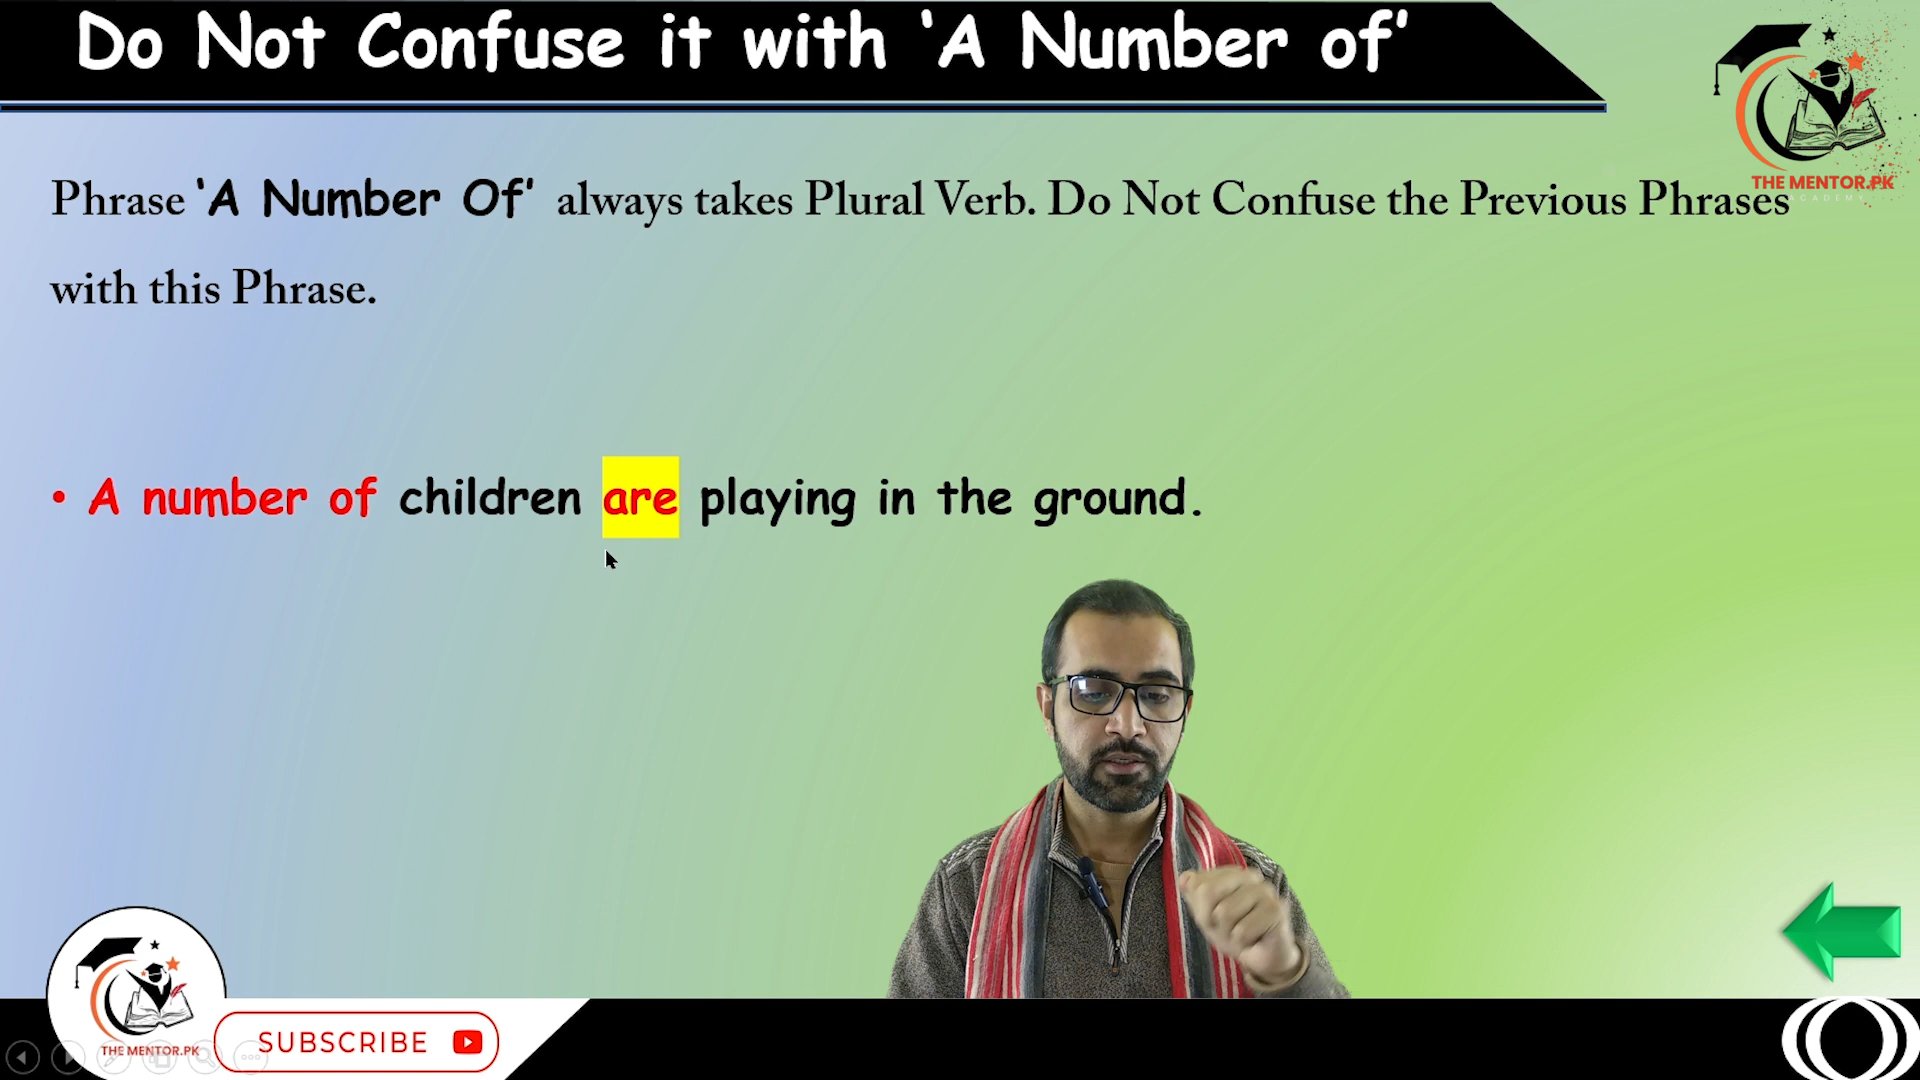 Do Not Confuse it with ‘A Number of’
THE MENTOR.PK
ACADEMY
Phrase ‘A Number Of’ always takes Plural Verb. Do Not Confuse the Previous Phrases
with this Phrase.
• A number of children are playing in the ground.
THE MENTOR.PK
SUBSCRIBE